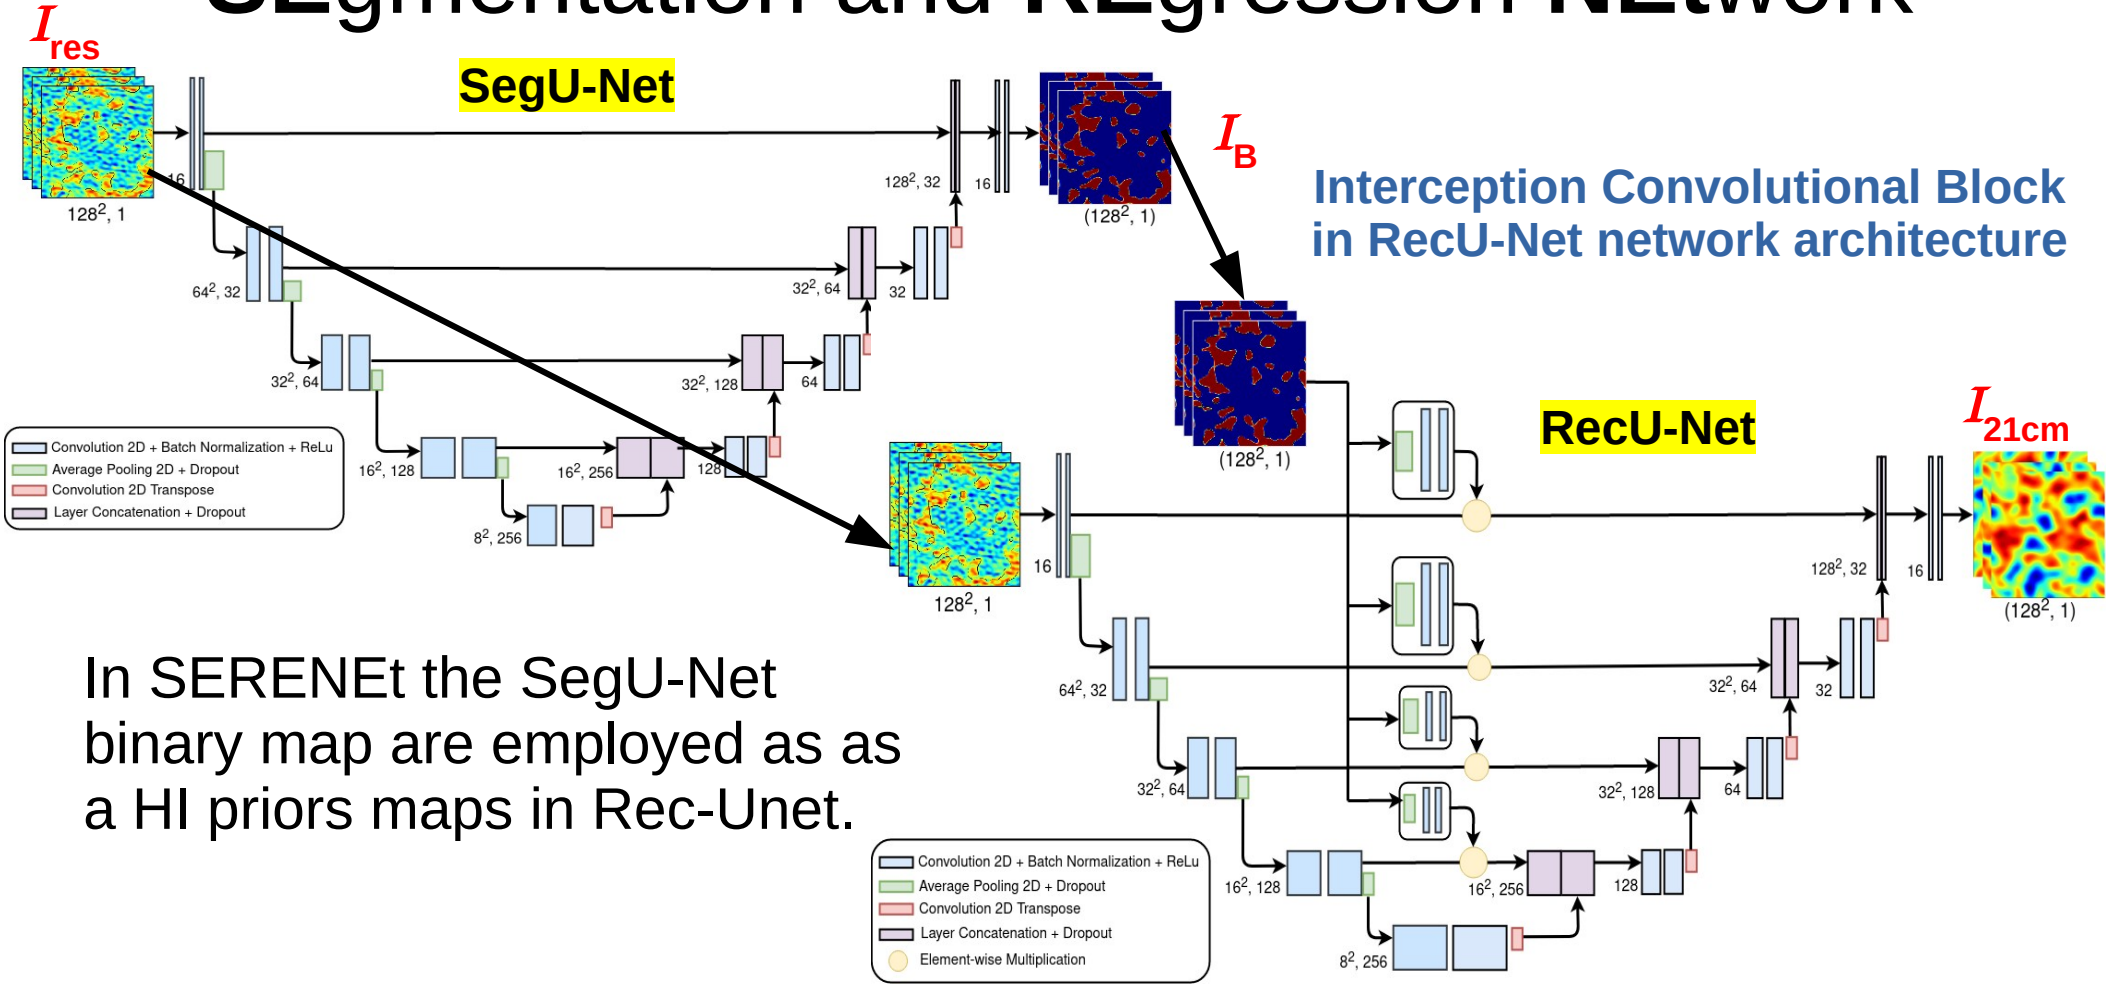 SEgmentation and REgression NEtwork
I res
SegU-Net
I B
Interception Convolutional Block
in RecU-Net network architecture
16
128², 1
128², 32
16
(128², 1)
64², 32
32², 64
32
32², 64
32², 128
64
16², 128
16², 256
128
8², 256
Convolution 2D + Batch Normalization + ReLu
Average Pooling 2D + Dropout
Convolution 2D Transpose
Layer Concatenation + Dropout
(128², 1)
RecU-Net
I 21cm
128², 1
16
128², 32
16
(128², 1)
64², 32
32², 64
32
32², 64
32², 128
64
16², 128
16², 256
128
8², 256
In SERENEt the SegU-Net
binary map are employed as as
a HI priors maps in Rec-Unet.
Convolution 2D + Batch Normalization + ReLu
Average Pooling 2D + Dropout
Convolution 2D Transpose
Layer Concatenation + Dropout
Element-wise Multiplication